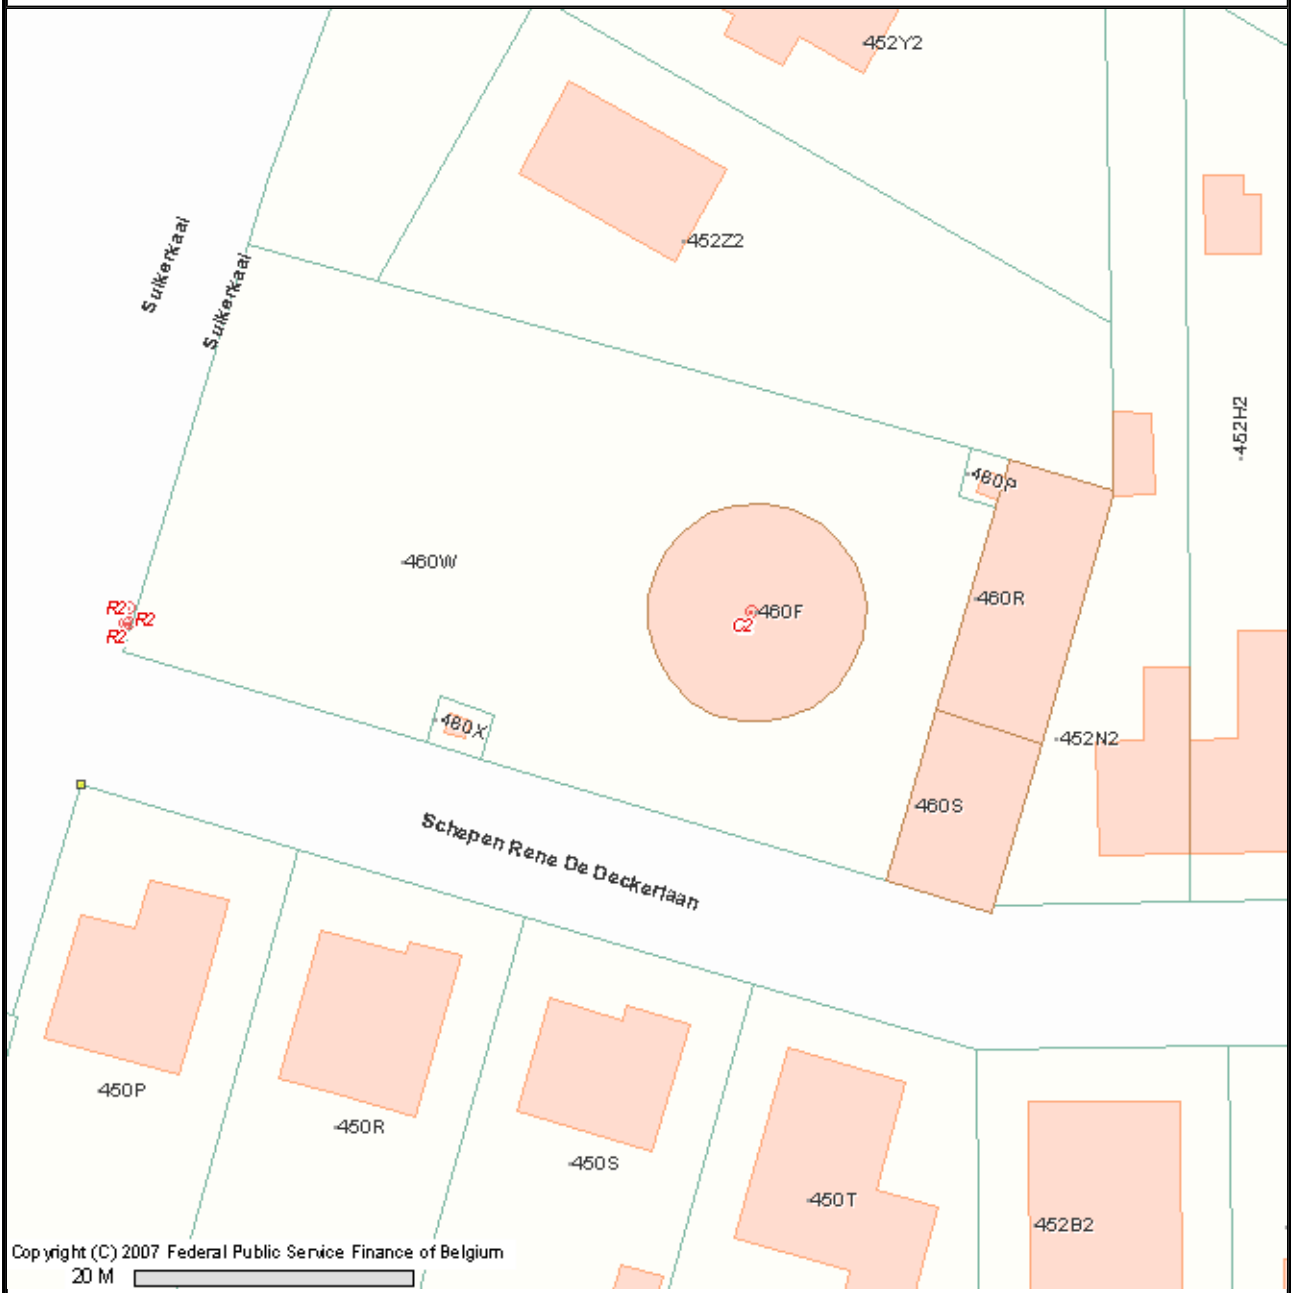 -452Y2
-452Z2
Suikerkaai
Suikerkaai
-452H2
-460P
-460W
-460R
R2
R2
R2
-460F
C2
-460X
-452N2
460S
Schepen Rene De Deckerlaan
-450P
-450R
-450S
-450T
452B2
Copyright (C) 2007 Federal Public Service Finance of Belgium
20 M